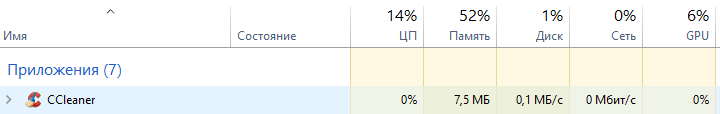 14% 52% 1% 0% 6%
Имя Состояние ЦП Память Диск Сеть GPU
Приложения (7)
CCleaner 0% 7,5 МБ 0,1 МБ/с 0 Мбит/с 0%